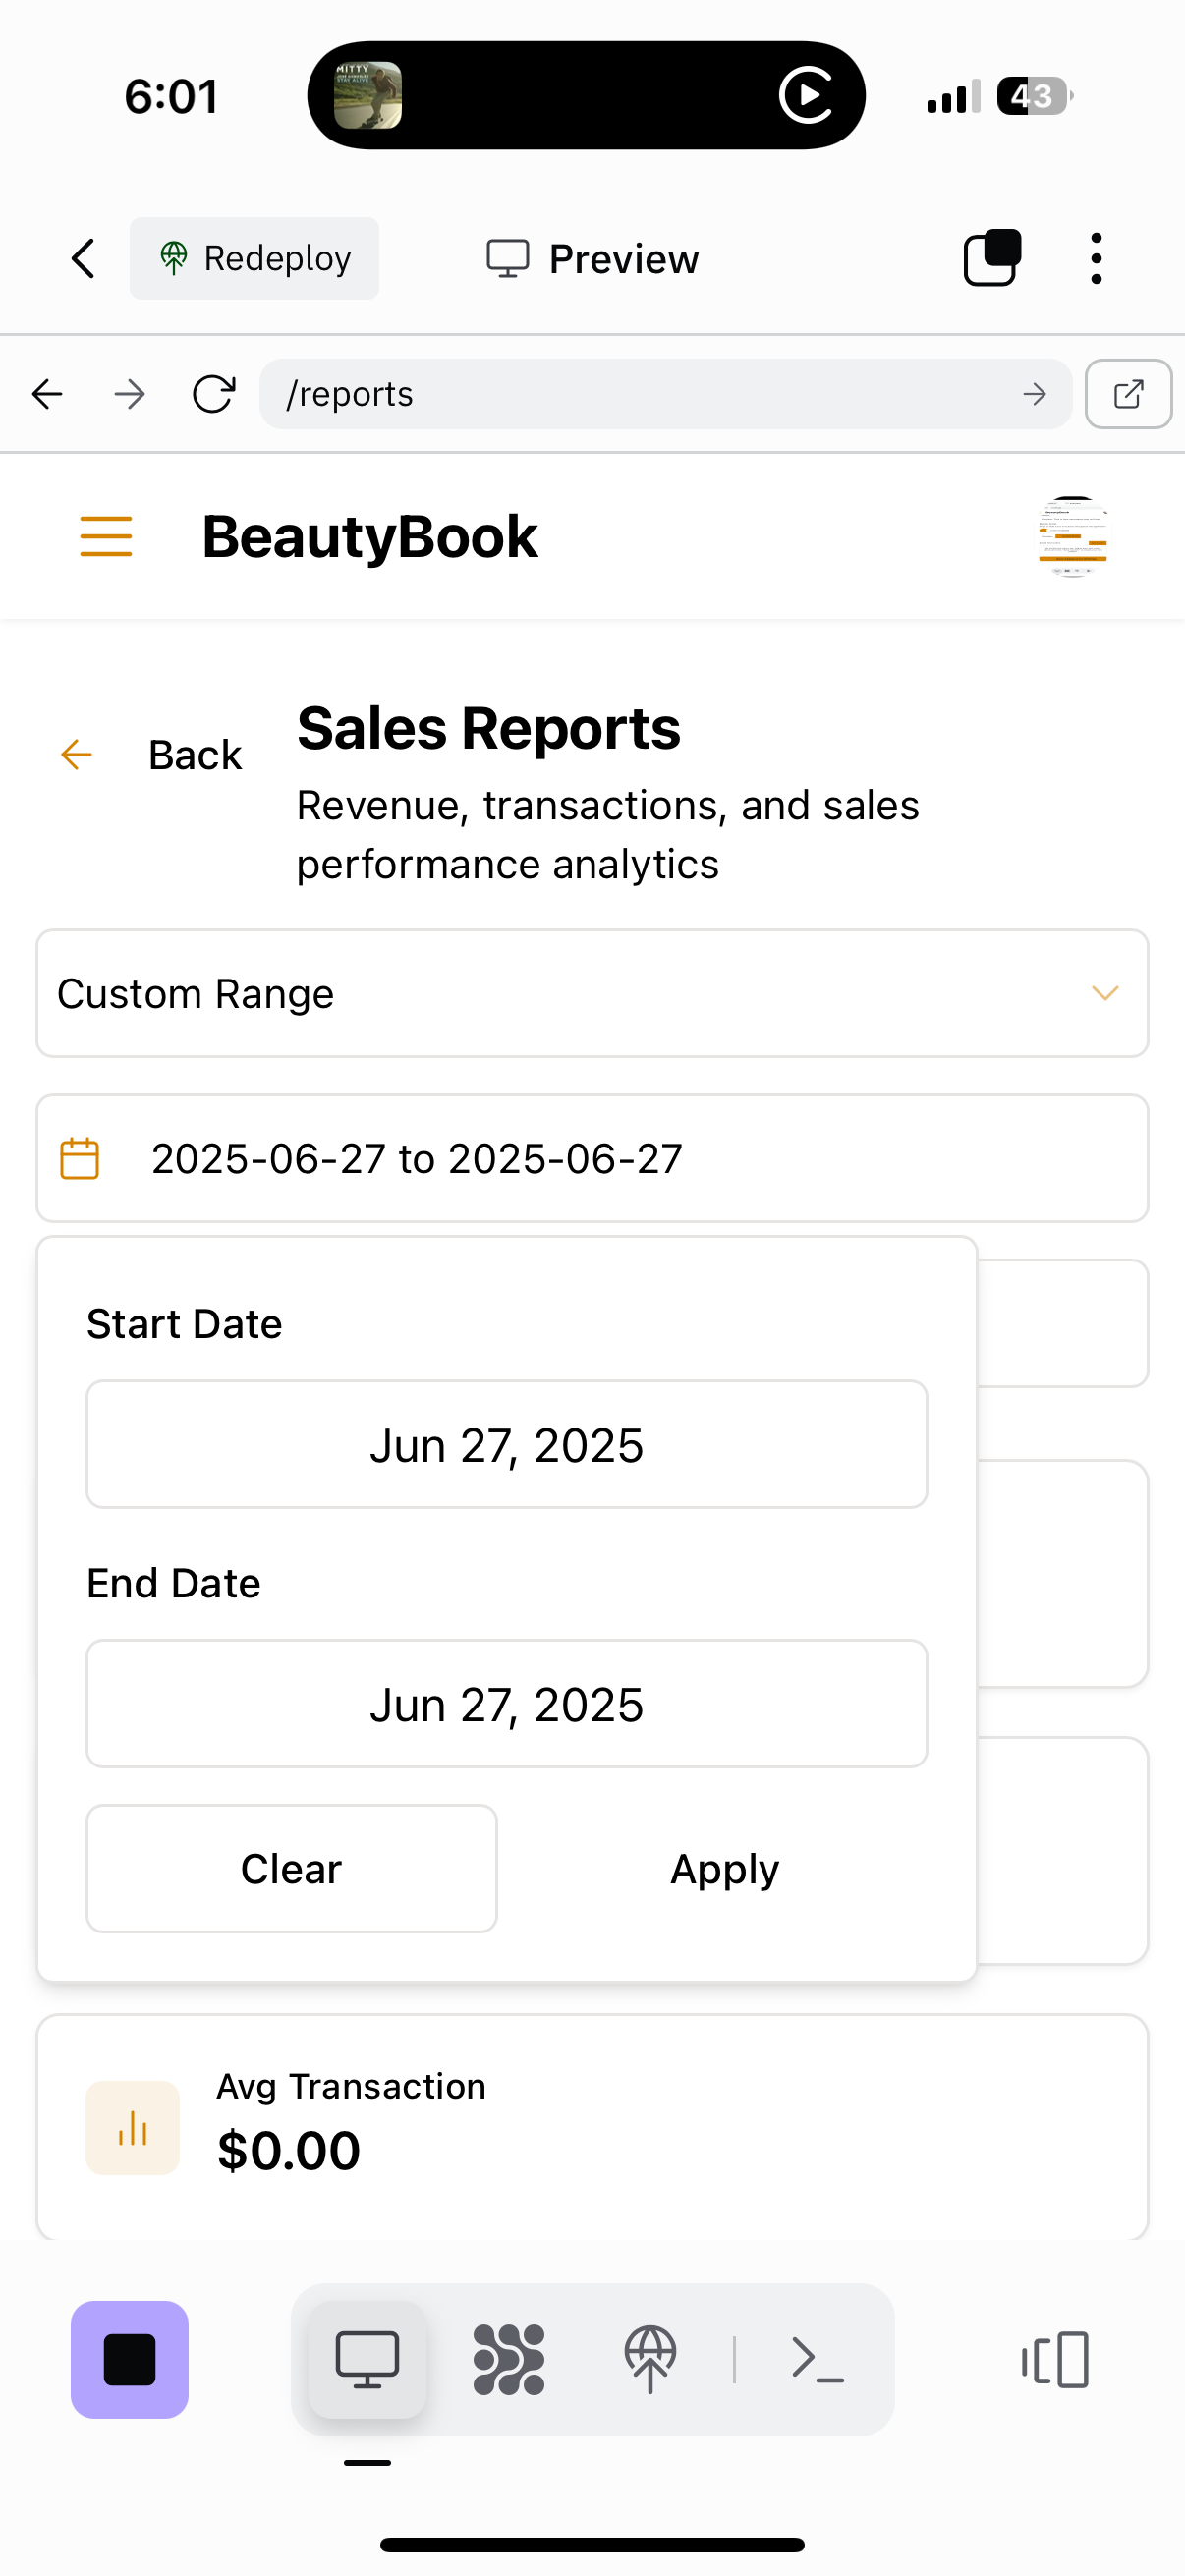 6:01
MITTY
43
Redeploy
Preview
/reports
BeautyBook
Back
Sales Reports
Revenue, transactions, and sales
performance analytics
Custom Range
2025-06-27 to 2025-06-27
Start Date
Jun 27, 2025
End Date
Jun 27, 2025
Clear
Apply
Avg Transaction
$0.00